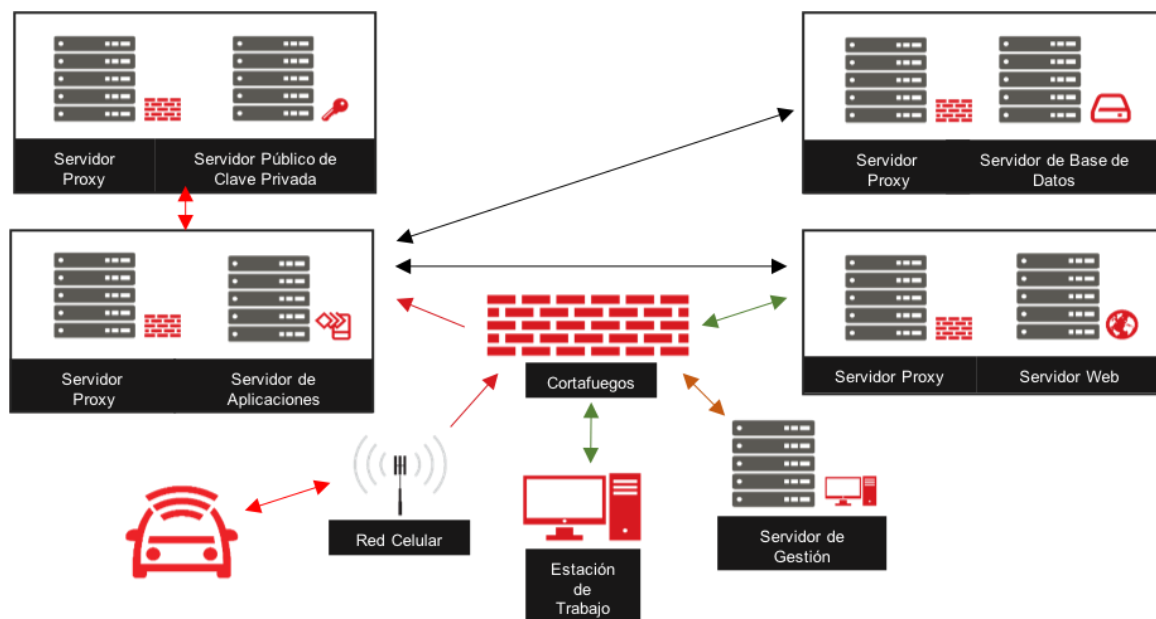 Servidor
Proxy
Servidor Público de
Clave Privada
Servidor
Proxy
Servidor de Base de
Datos
Servidor
Proxy
Servidor de
Aplicaciones
Servidor Proxy
Servidor Web
Cortafuegos
Red Celular
Estación
de
Trabajo
Servidor de
Gestión